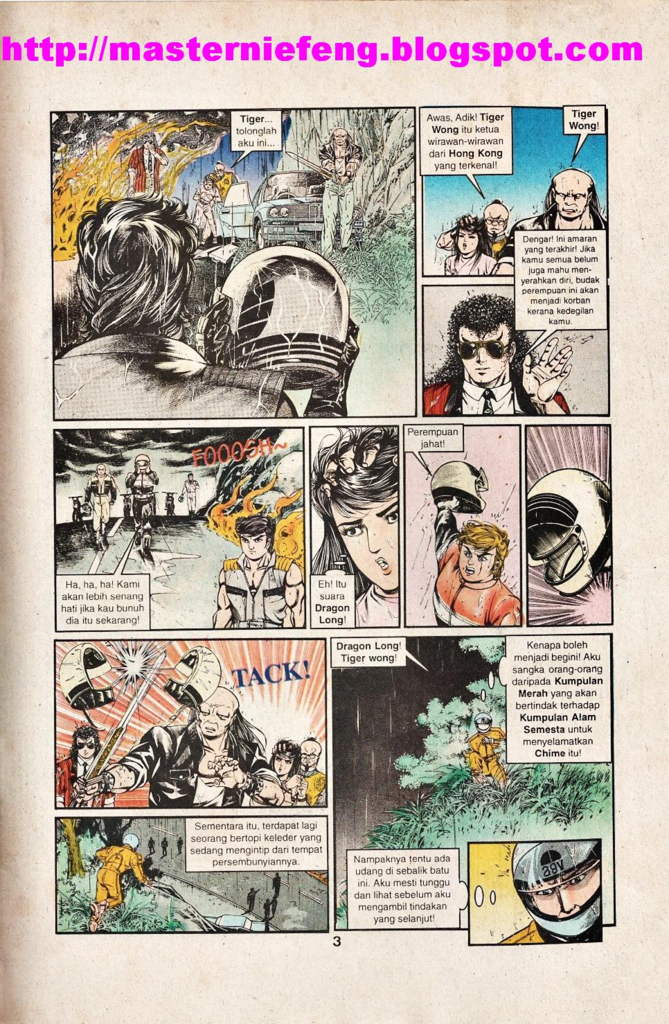 http://masterniefeng.blogspot.com
Tiger...
tolonglah
aku ini...
Awas, Adik! Tiger
Wong itu ketua
wirawan-wirawan
dari Hong Kong
yang terkenal!
Tiger
Wong!
Dengar! Ini amaran
yang terakhir! Jika
kamu semua belum
juga mahu men-
yerahkan diri, budak
perempuan ini akan
menjadi korban
kerana kedegilan
kamu.
FOOOSH~
Ha, ha, ha! Kami
akan lebih senang
hati jika kau bunuh
dia itu sekarang!
Eh! Itu
suara
Dragon
Long!
Perempuan
jahat!
TACK!
Dragon Long!
Tiger wong!
Kenapa boleh
menjadi begini! Aku
sangka orang-orang
daripada Kumpulan
Merah yang akan
bertindak terhadap
Kumpulan Alam
Semesta untuk
menyelamatkan
Chime itu!
Sementara itu, terdapat lagi
seorang bertopi keleder yang
sedang mengintip dari tempat
persembunyiannya.
Nampaknya tentu ada
udang di sebalik batu
ini. Aku mesti tunggu
dan lihat sebelum aku
mengambil tindakan
yang selanjut!
agv
3